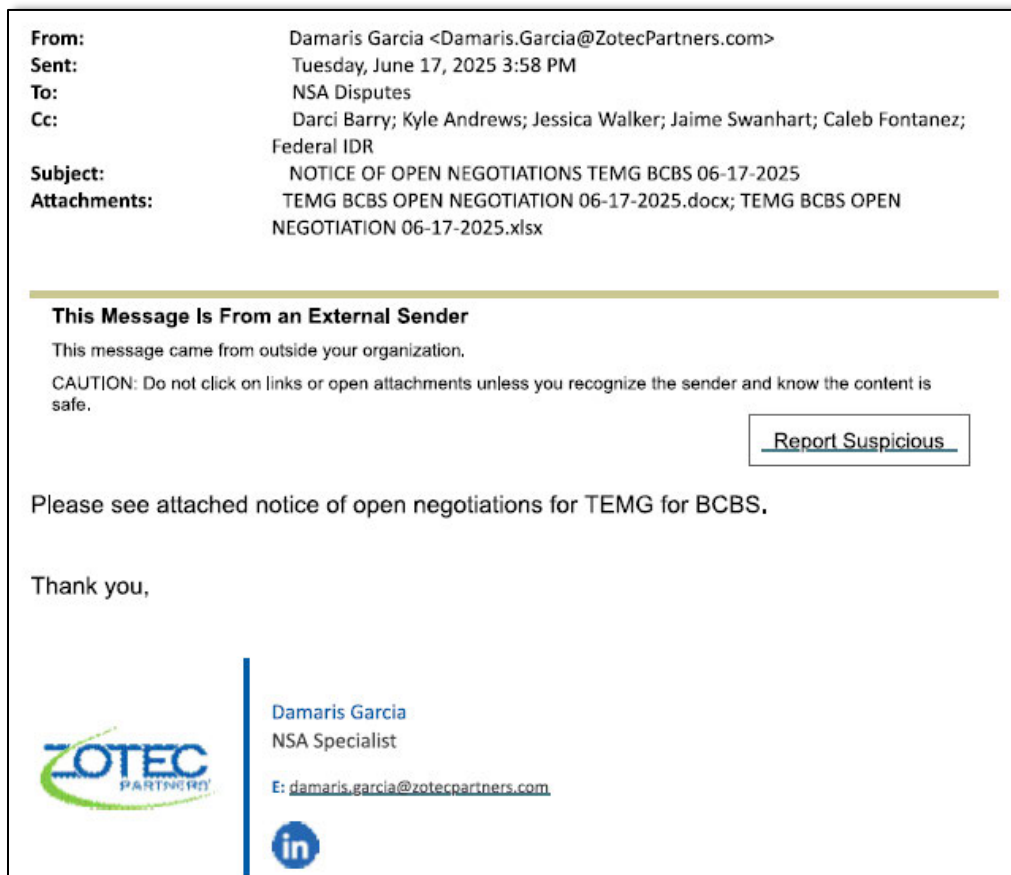 From: Damaris Garcia <Damaris.Garcia@ZotecPartners.com>
Sent: Tuesday, June 17, 2025 3:58 PM
To: NSA Disputes
Cc: Darci Barry; Kyle Andrews; Jessica Walker; Jaime Swanhart; Caleb Fontanez;
Federal IDR
Subject: NOTICE OF OPEN NEGOTIATIONS TEMG BCBS 06-17-2025
Attachments: TEMG BCBS OPEN NEGOTIATION 06-17-2025.docx; TEMG BCBS OPEN
NEGOTIATION 06-17-2025.xlsx
This Message Is From an External Sender
This message came from outside your organization.
CAUTION: Do not click on links or open attachments unless you recognize the sender and know the content is
safe.
Report Suspicious
Please see attached notice of open negotiations for TEMG for BCBS.
Thank you,
Damaris Garcia
NSA Specialist
ZOTEC
PARTNERS
E: damaris.garcia@zotecpartners.com
in